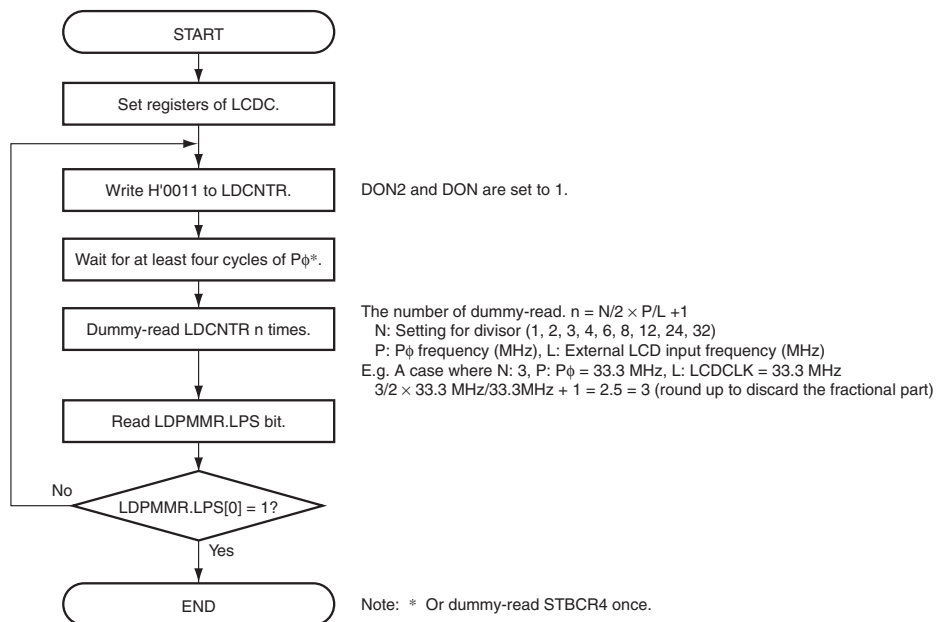 START
Set registers of LCDC.
Write H'0011 to LDCNTR.
DON2 and DON are set to 1.
Wait for at least four cycles of Pϕ*.
Dummy-read LDCNTR n times.
The number of dummy-read. n = N/2 × P/L +1
N: Setting for divisor (1, 2, 3, 4, 6, 8, 12, 24, 32)
P: Pϕ frequency (MHz), L: External LCD input frequency (MHz)
E.g. A case where N: 3, P: Pϕ = 33.3 MHz, L: LCDCLK = 33.3 MHz
3/2 × 33.3 MHz/33.3MHz + 1 = 2.5 = 3 (round up to discard the fractional part)
Read LDPMMR.LPS bit.
No
LDPMMR.LPS[0] = 1?
Yes
END
Note: * Or dummy-read STBCR4 once.